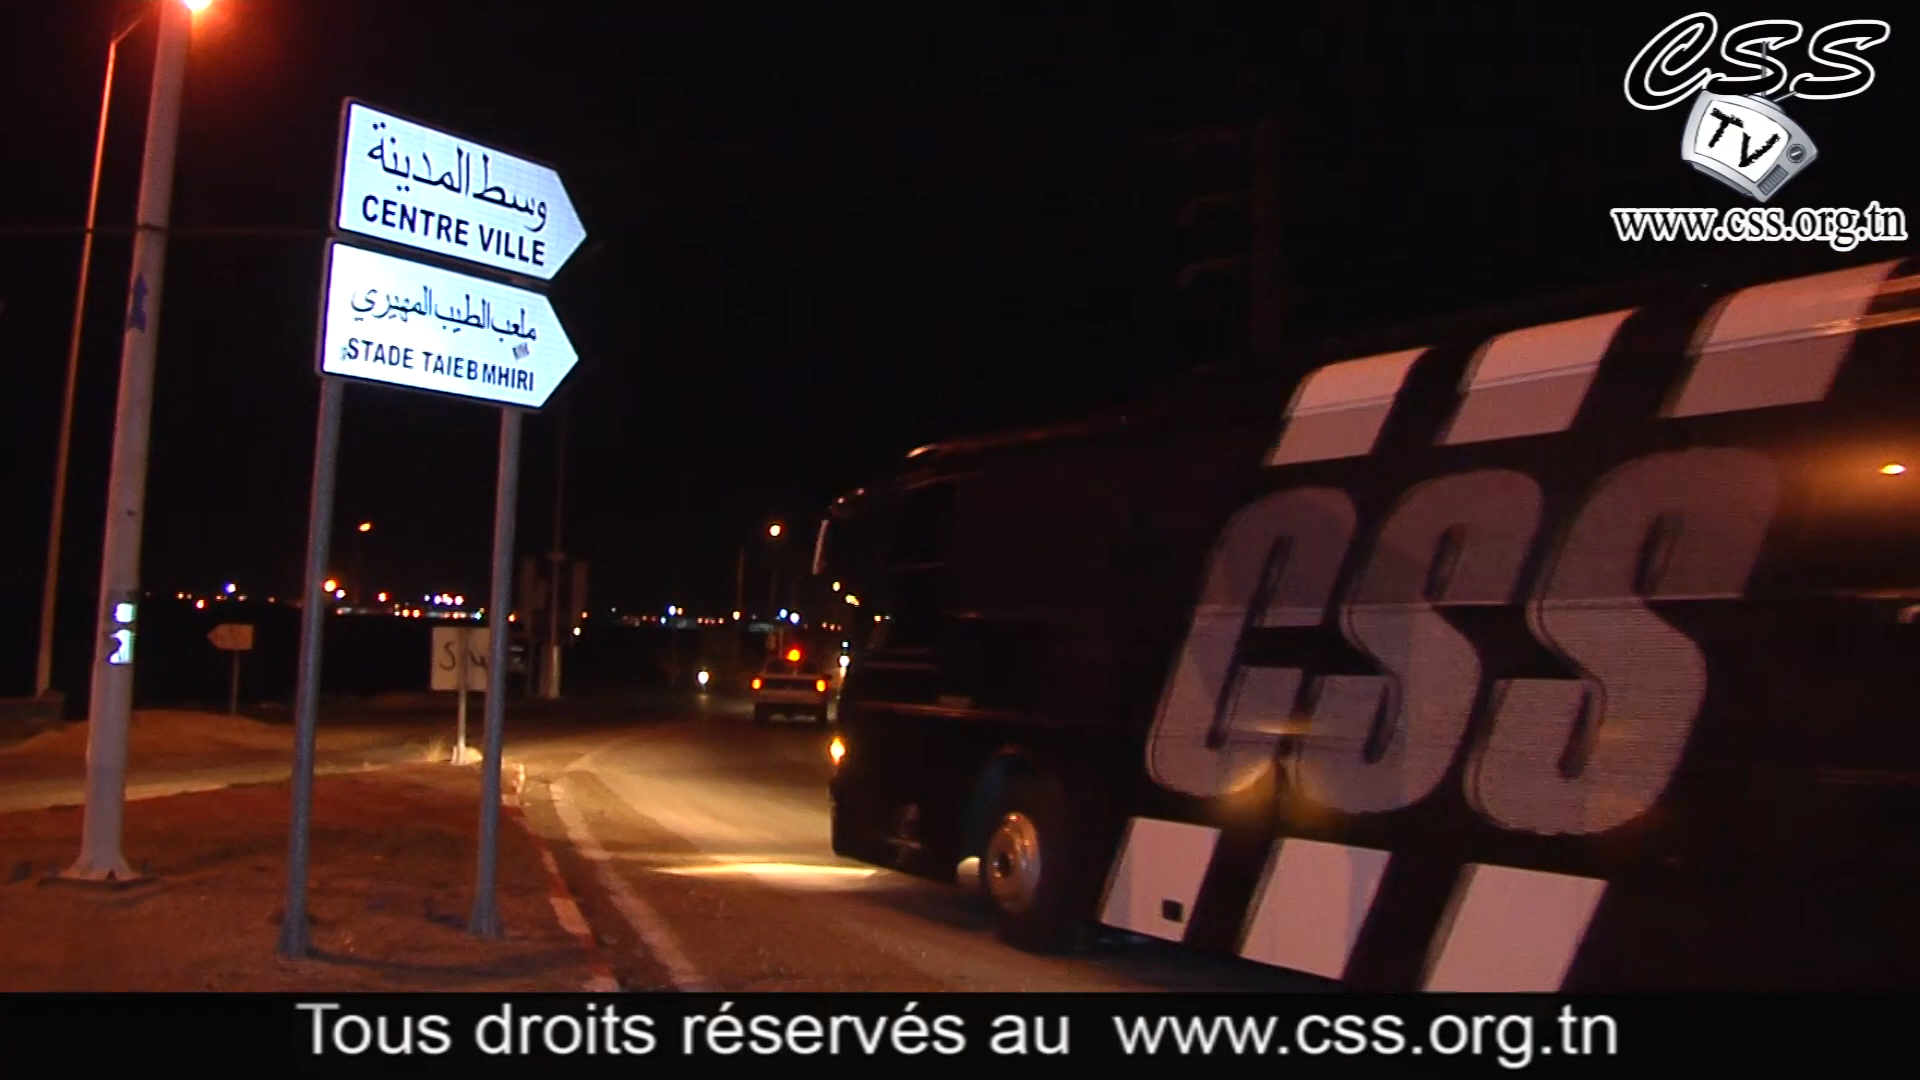 CSS
TV
www.css.org.tn
وسط المدينة
CENTRE VILLE
ملعب الطيب المهيري
STADE TAIEB MHIRI
CSS
Tous droits réservés au www.css.org.tn